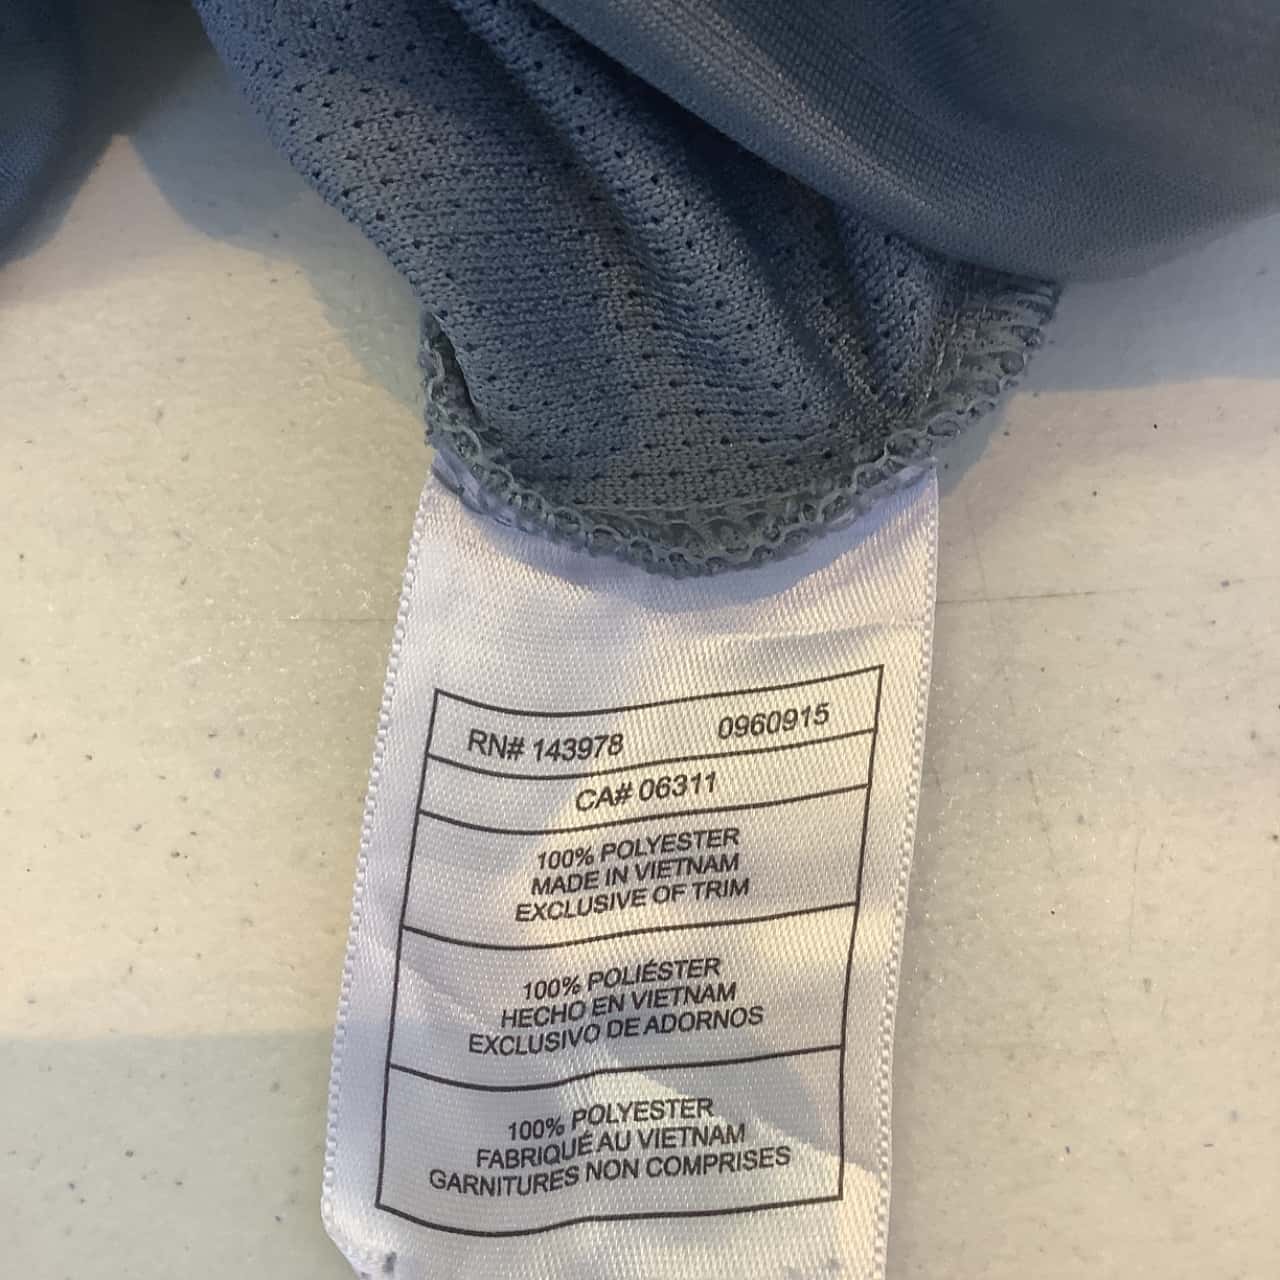 RN# 143978 0960915
CA# 06311
100% POLYESTER
MADE IN VIETNAM
EXCLUSIVE OF TRIM
100% POLIÉSTER
HECHO EN VIETNAM
EXCLUSIVO DE ADORNOS
100% POLYESTER
FABRIQUÉ AU VIETNAM
GARNITURES NON COMPRISES